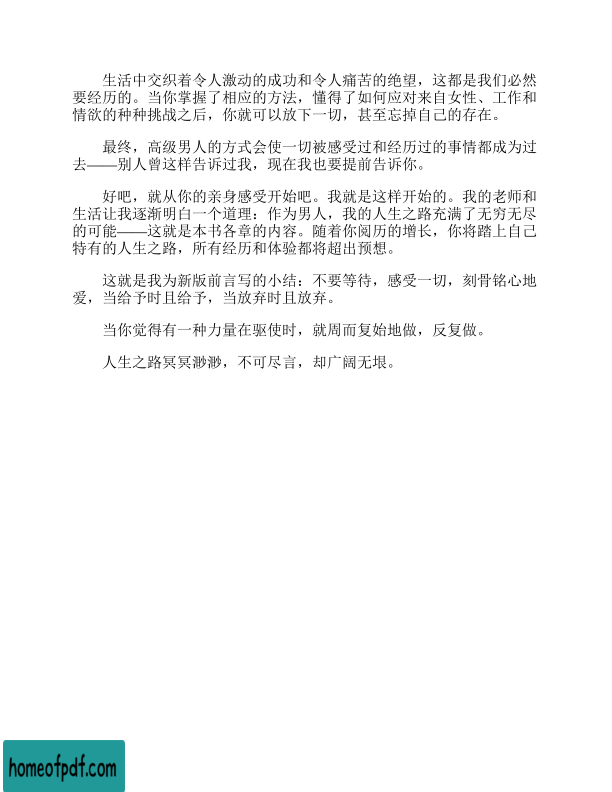 生活中交织着令人激动的成功和令人痛苦的绝望，这都是我们必然
要经历的。当你掌握了相应的方法，懂得了如何应对来自女性、工作和
情欲的种种挑战之后，你就可以放下一切，甚至忘掉自己的存在。
最终，高级男人的方式会使一切被感受过和经历过的事情都成为过
去——别人曾这样告诉过我，现在我也要提前告诉你。
好吧，就从你的亲身感受开始吧。我就是这样开始的。我的老师和
生活让我逐渐明白一个道理：作为男人，我的人生之路充满了无穷无尽
的可能——这就是本书各章的内容。随着你阅历的增长，你将踏上自己
特有的人生之路，所有经历和体验都将超出预想。
这就是我为新版前言写的小结：不要等待，感受一切，刻骨铭心地
爱，当给予时且给予，当放弃时且放弃。
当你觉得有一种力量在驱使时，就周而复始地做，反复做。
人生之路冥冥渺渺，不可尽言，却广阔无垠。
homeofpdf.com